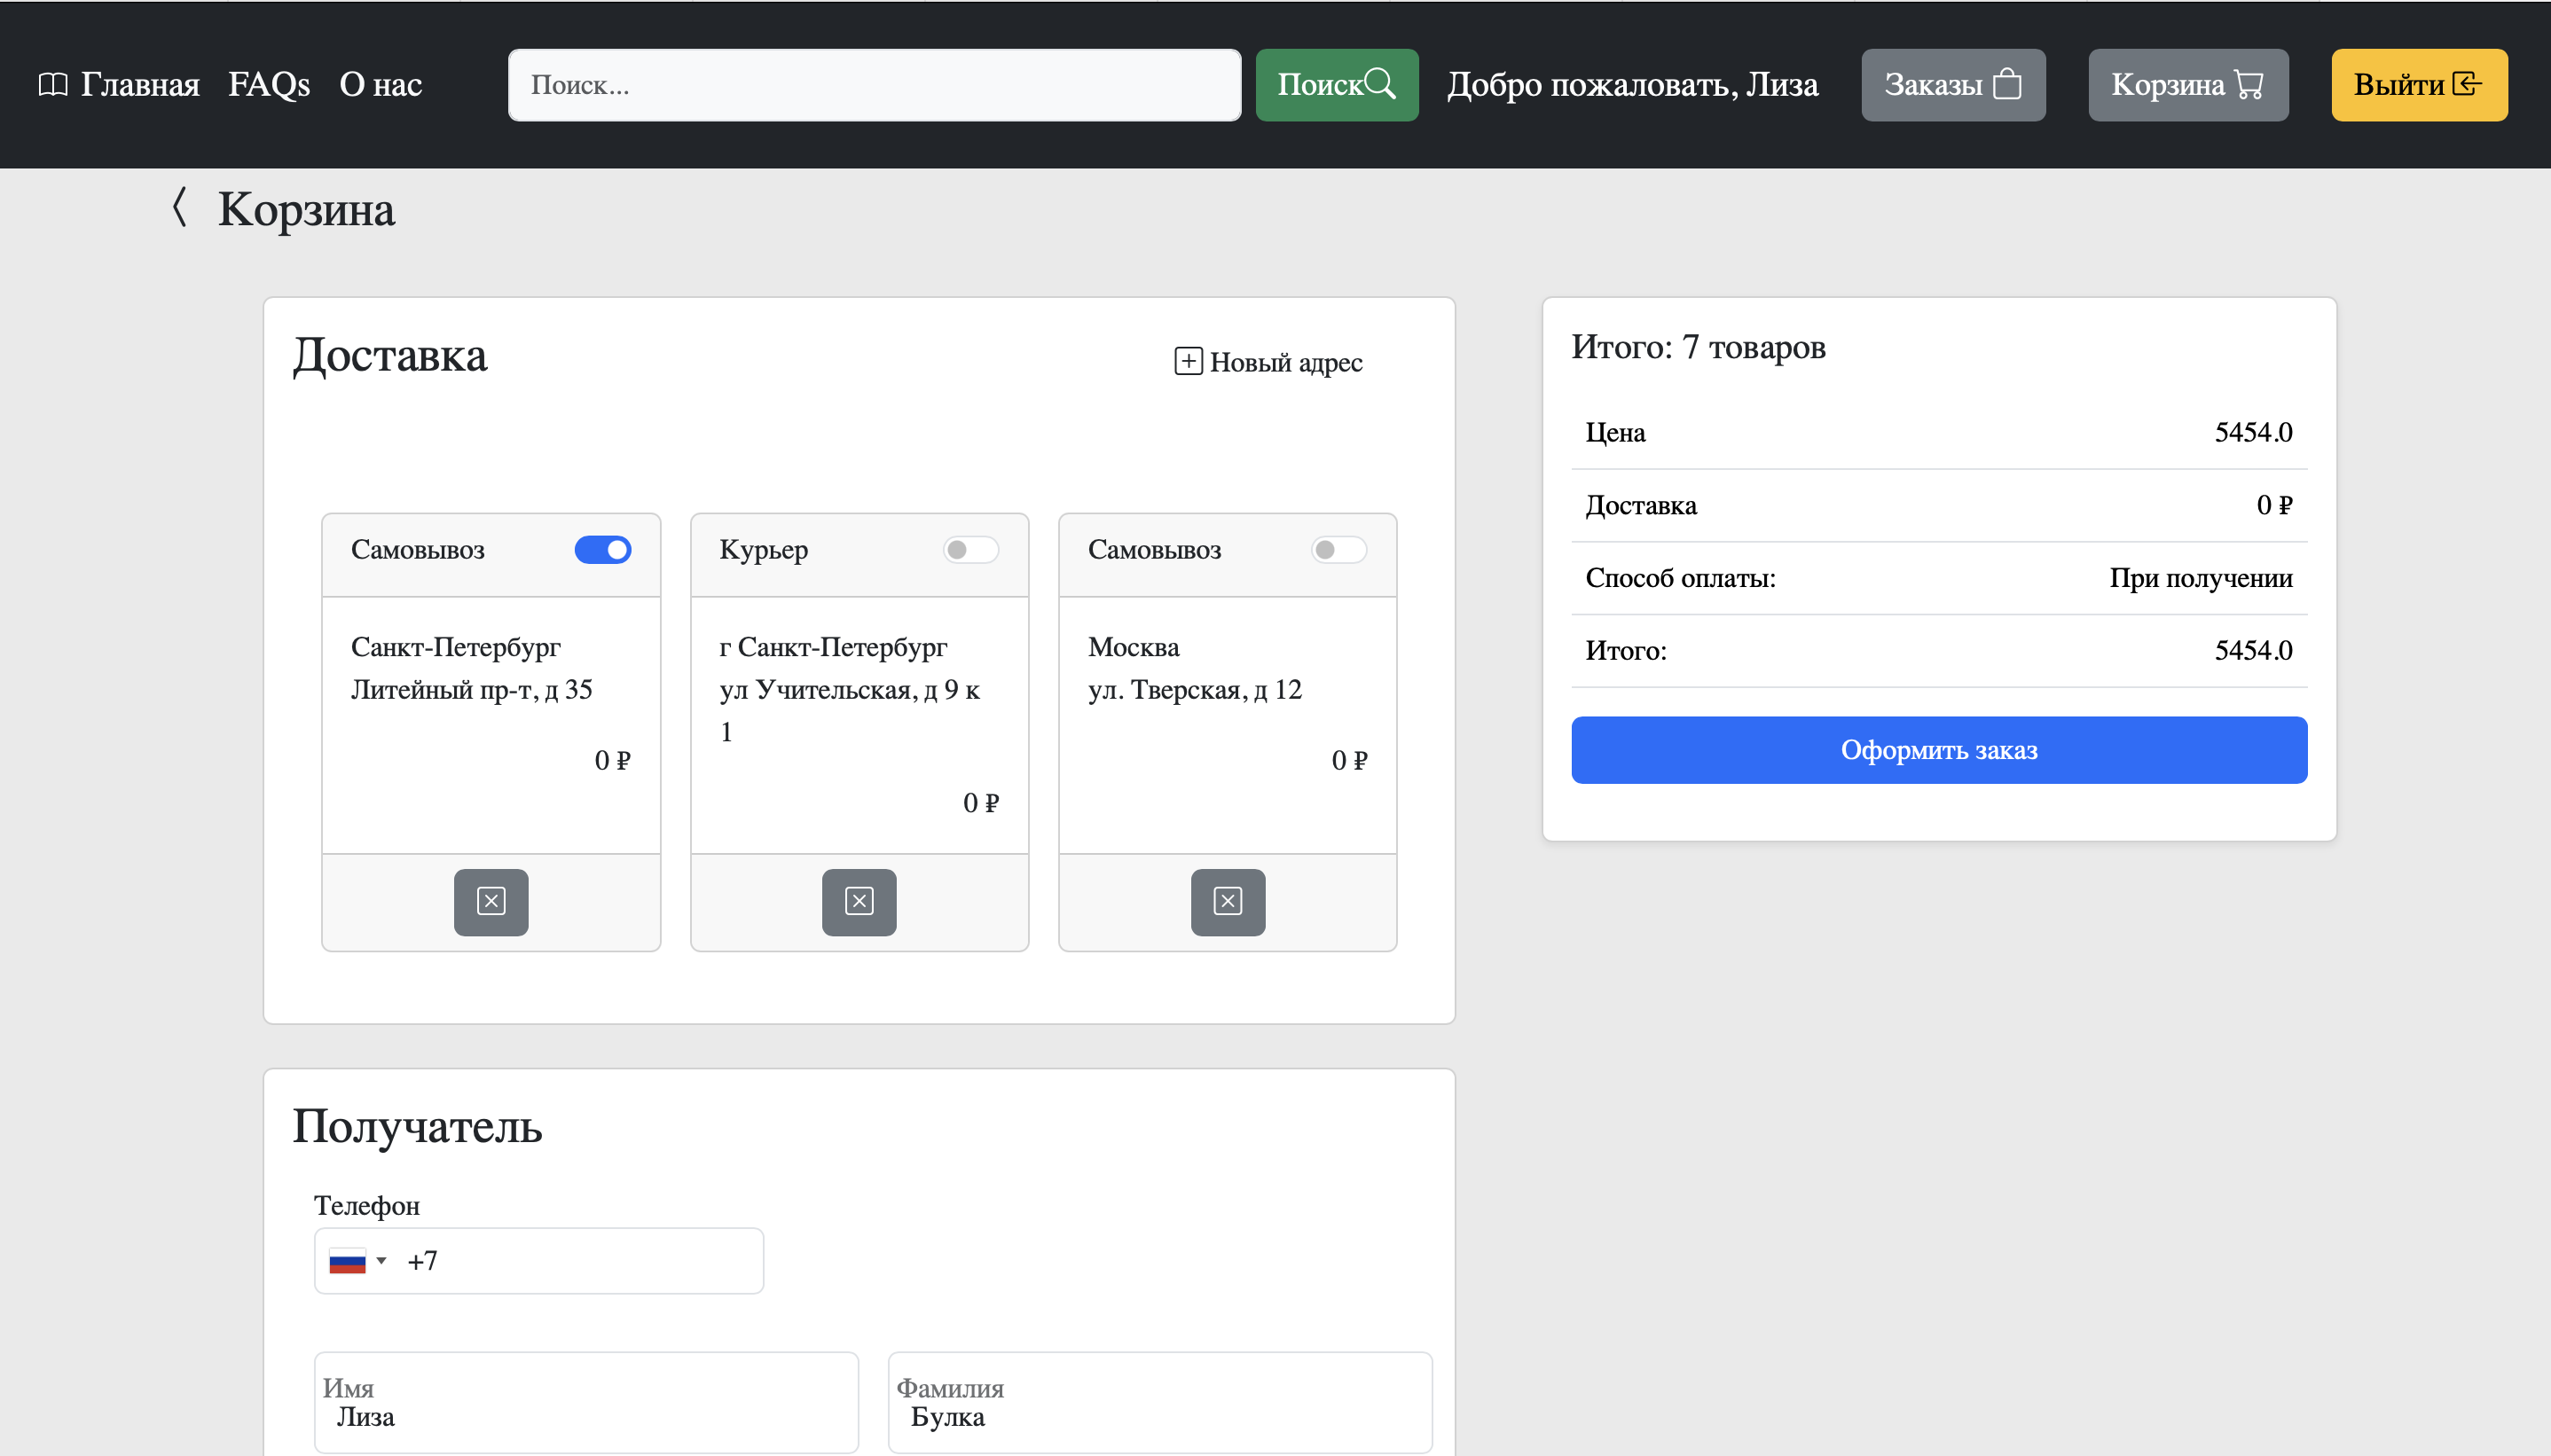 Главная FAQs О нас Поиск... Поиск Добро пожаловать, Лиза Заказы Корзина Выйти
Корзина
Доставка
Новый адрес
Самовывоз
Санкт-Петербург
Литейный пр-т, д 35
0 ₽
Курьер
г Санкт-Петербург
ул Учительская, д 9 к
1
0 ₽
Самовывоз
Москва
ул. Тверская, д 12
0 ₽
Итого: 7 товаров
Цена 5454.0
Доставка 0 ₽
Способ оплаты: При получении
Итого: 5454.0
Оформить заказ
Получатель
Телефон
+7
Имя
Лиза
Фамилия
Булка